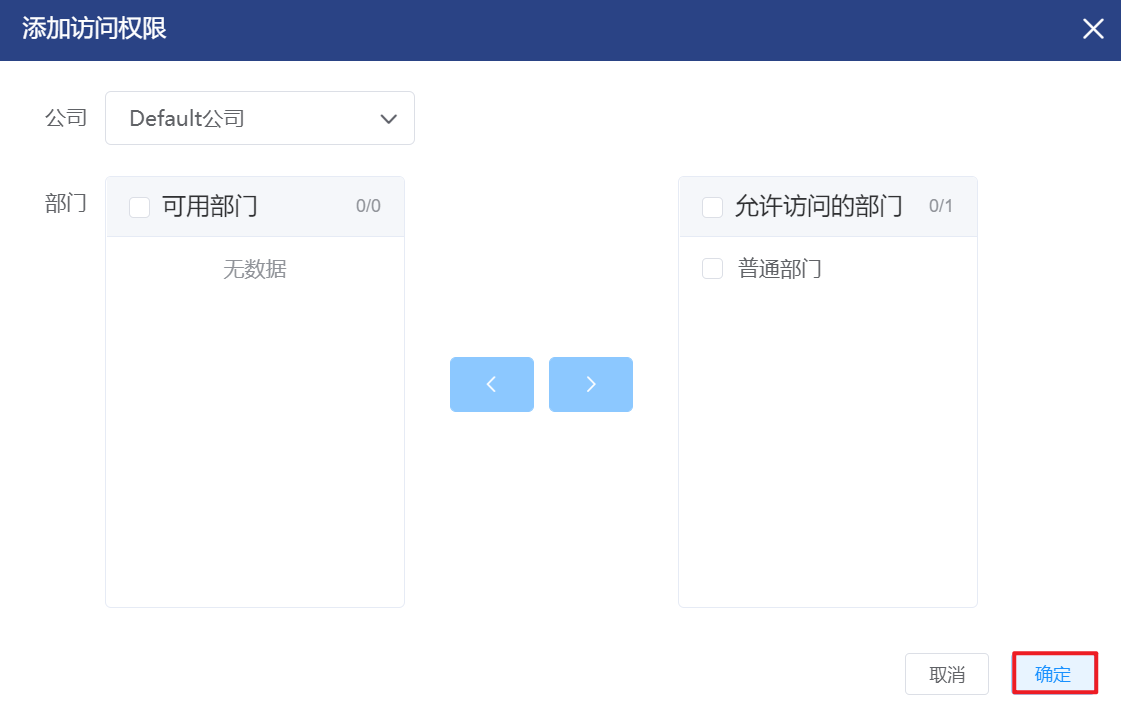 添加访问权限
公司 Default公司
部门
可用部门 0/0
无数据
允许访问的部门 0/1
普通部门
取消 确定